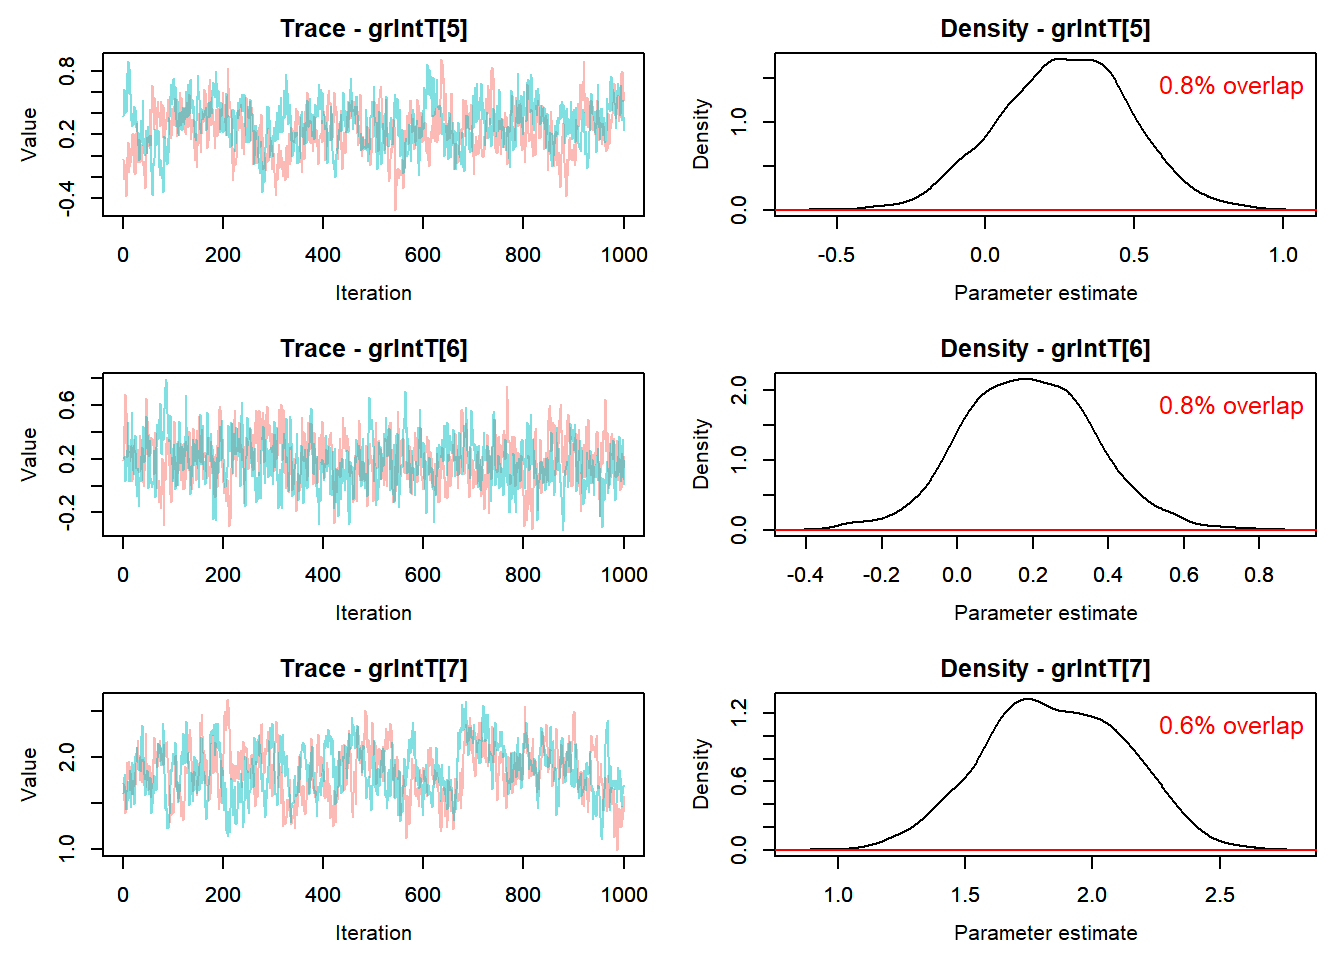 Trace - grIntT[5]
Value
-0.4 0.2 0.8
0 200 400 600 800 1000
Iteration
Density - grIntT[5]
0.8% overlap
Density
0.0 1.0
-0.5 0.0 0.5 1.0
Parameter estimate
Trace - grIntT[6]
Value
-0.2 0.2 0.6
0 200 400 600 800 1000
Iteration
Density - grIntT[6]
0.8% overlap
Density
0.0 1.0 2.0
-0.4 -0.2 0.0 0.2 0.4 0.6 0.8
Parameter estimate
Trace - grIntT[7]
Value
1.0 2.0
0 200 400 600 800 1000
Iteration
Density - grIntT[7]
0.6% overlap
Density
0.0 0.6 1.2
1.0 1.5 2.0 2.5
Parameter estimate